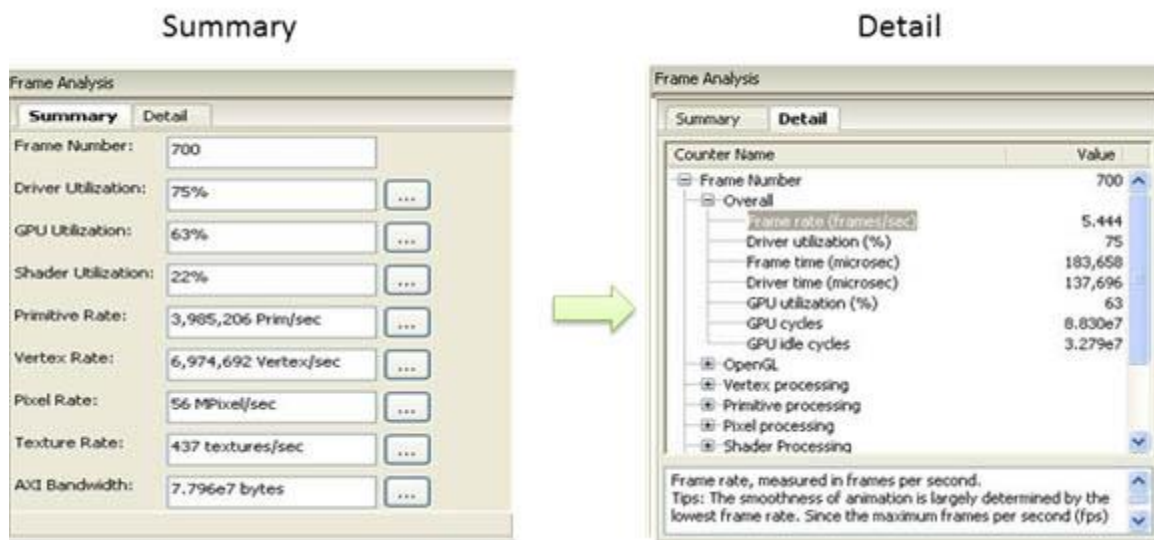 Summary
Frame Analysis
Summary Detail
Frame Number: 700
Driver Utilization: 75% ...
GPU Utilization: 63% ...
Shader Utilization: 22% ...
Primitive Rate: 3,985,206 Prim/sec ...
Vertex Rate: 6,974,692 Vertex/sec ...
Pixel Rate: 56 MPixel/sec ...
Texture Rate: 437 textures/sec ...
AXI Bandwidth: 7.796e7 bytes ...
Detail
Frame Analysis
Summary Detail
Counter Name Value
Frame Number 700
Overall
Frame rate (frames/sec) 5.444
Driver utilization (%) 75
Frame time (microsec) 183,658
Driver time (microsec) 137,696
GPU utilization (%) 63
GPU cycles 8.830e7
GPU idle cycles 3.279e7
OpenGL
Vertex processing
Primitive processing
Pixel processing
Shader Processing
Frame rate, measured in frames per second.
Tips: The smoothness of animation is largely determined by the
lowest frame rate. Since the maximum frames per second (fps)